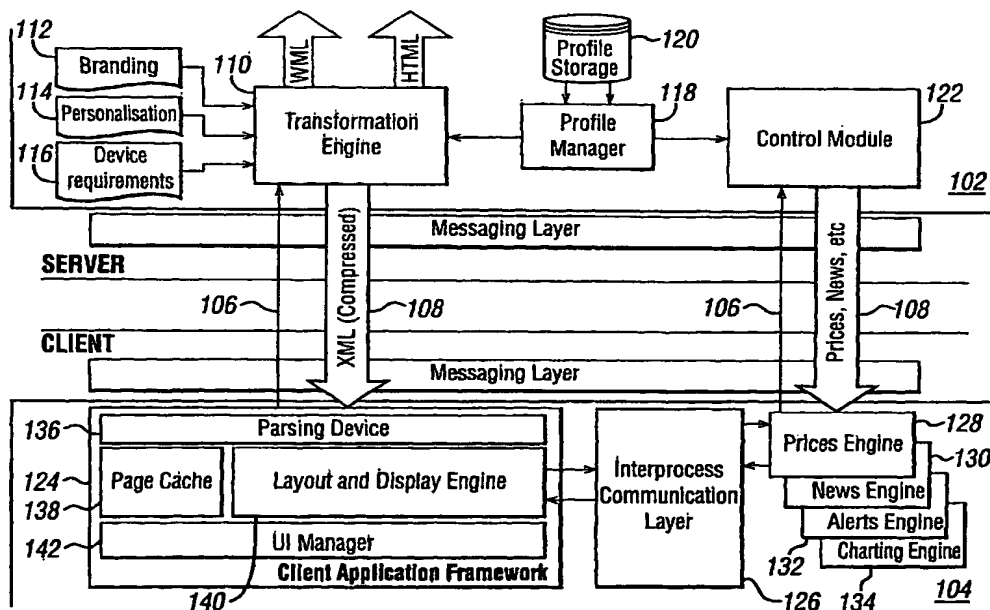 112
Branding
114
Personalisation
116
Device
requirements
110
WML
HTML
Transformation
Engine
Profile
Storage
120
118
Profile
Manager
122
Control Module
102
Messaging Layer
SERVER
106
XML (Compressed)
108
106
Prices, News, etc
108
CLIENT
Messaging Layer
136
Parsing Device
124
Page Cache
138
Layout and Display Engine
142
UI Manager
Client Application Framework
140
Interprocess
Communication
Layer
126
Prices Engine
128
130
News Engine
Alerts Engine
132
Charting Engine
134
104